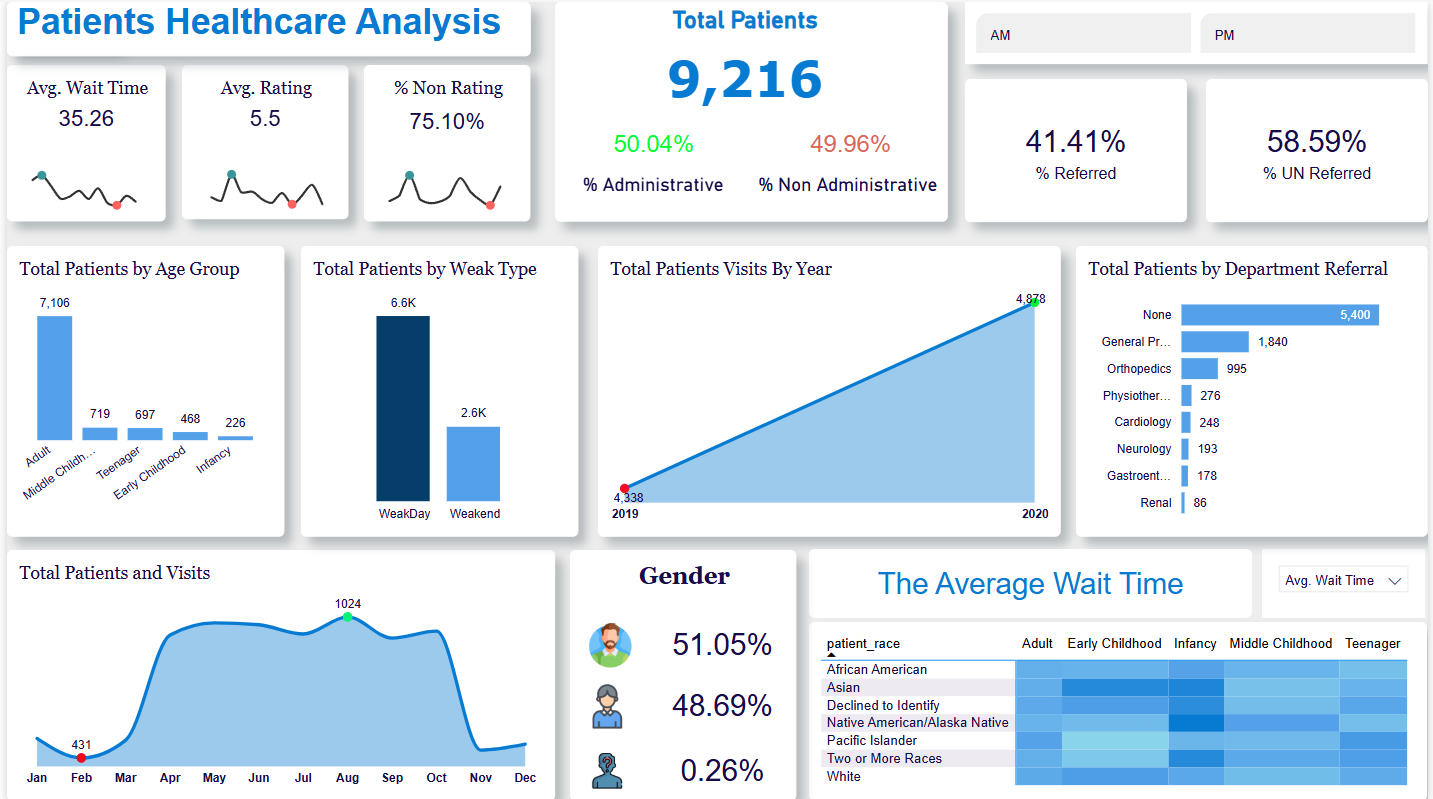 Patients Healthcare Analysis
Total Patients
9,216
50.04%
49.96%
% Administrative
% Non Administrative
AM
PM
Avg. Wait Time
35.26
Avg. Rating
5.5
% Non Rating
75.10%
41.41%
% Referred
58.59%
% UN Referred
Total Patients by Age Group
7,106
719
697
468
226
Adult
Middle Childh...
Teenager
Early Childhood
Infancy
Total Patients by Weak Type
6.6K
2.6K
WeakDay
Weakend
Total Patients Visits By Year
4,878
4,338
2019
2020
Total Patients by Department Referral
None 5,400
General Pr... 1,840
Orthopedics 995
Physiother... 276
Cardiology 248
Neurology 193
Gastroent... 178
Renal 86
Total Patients and Visits
1024
431
Jan Feb Mar Apr May Jun Jul Aug Sep Oct Nov Dec
Gender
51.05%
48.69%
0.26%
The Average Wait Time
Avg. Wait Time
patient_race Adult Early Childhood Infancy Middle Childhood Teenager
African American
Asian
Declined to Identify
Native American/Alaska Native
Pacific Islander
Two or More Races
White